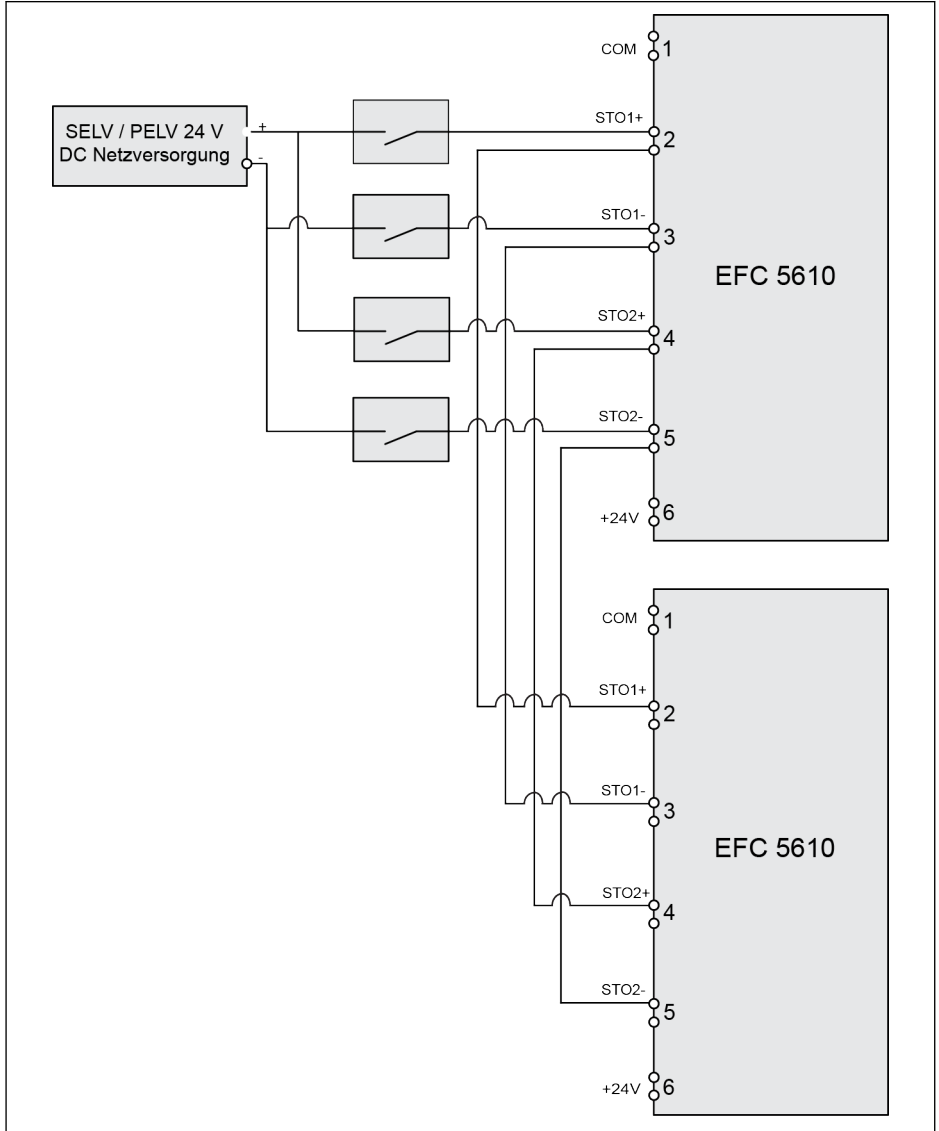 COM 1
SELV / PELV 24 V
DC Netzversorgung
+
-
STO1+
2
STO1-
3
EFC 5610
STO2+
4
STO2-
5
+24V 6
COM 1
STO1+
2
STO1-
3
EFC 5610
STO2+
4
STO2-
5
+24V 6